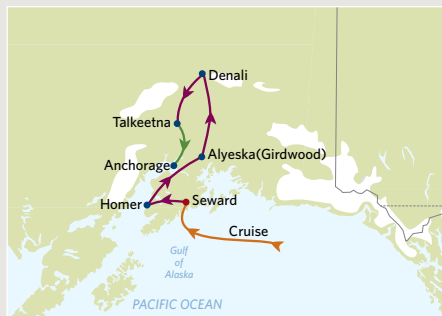 Denali
Talkeetna
Alyeska(Girdwood)
Anchorage
Homer
Seward
Cruise
Gulf
of
Alaska
PACIFIC OCEAN